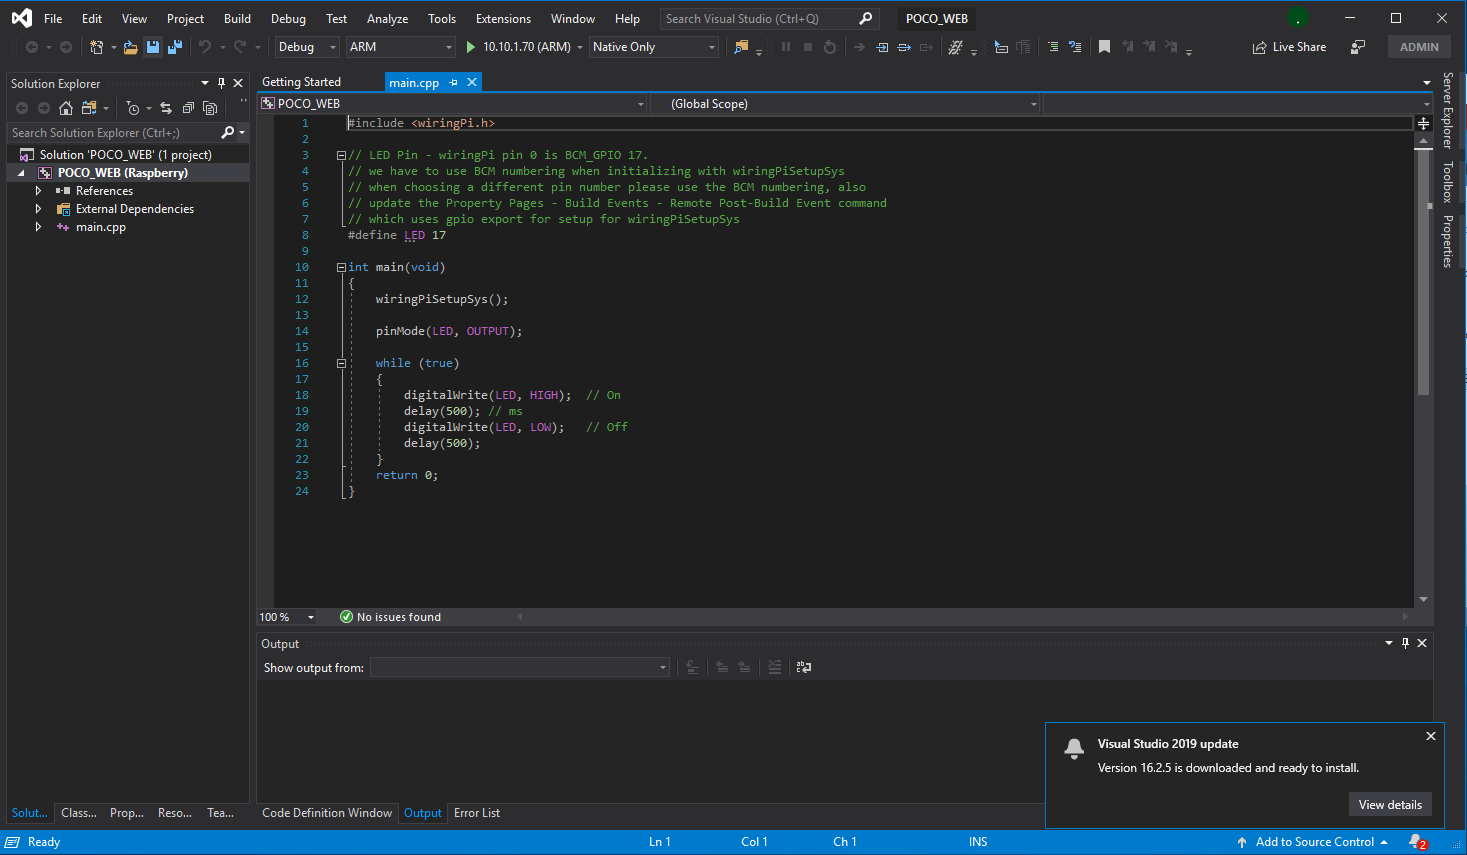 File Edit View Project Build Debug Test Analyze Tools Extensions Window Help Search Visual Studio (Ctrl+Q) POCO_WEB
Debug ARM 10.10.1.70 (ARM) Native Only Live Share ADMIN
Solution Explorer
Search Solution Explorer (Ctrl+;)
Solution 'POCO_WEB' (1 project)
POCO_WEB (Raspberry)
References
External Dependencies
main.cpp
Getting Started main.cpp
POCO_WEB (Global Scope)
1 #include <wiringPi.h>
2
3 // LED Pin - wiringPi pin 0 is BCM_GPIO 17.
4 // we have to use BCM numbering when initializing with wiringPiSetupSys
5 // when choosing a different pin number please use the BCM numbering, also
6 // update the Property Pages - Build Events - Remote Post-Build Event command
7 // which uses gpio export for setup for wiringPiSetupSys
8 #define LED 17
9
10 int main(void)
11 {
12 wiringPiSetupSys();
13
14 pinMode(LED, OUTPUT);
15
16 while (true)
17 {
18 digitalWrite(LED, HIGH); // On
19 delay(500); // ms
20 digitalWrite(LED, LOW); // Off
21 delay(500);
22 }
23 return 0;
24 }
100 % No issues found
Server Explorer
Toolbox
Properties
Output
Show output from:
Visual Studio 2019 update
Version 16.2.5 is downloaded and ready to install.
View details
Solut... Class... Prop... Reso... Tea...
Code Definition Window Output Error List
Ready Ln 1 Col 1 Ch 1 INS Add to Source Control 2